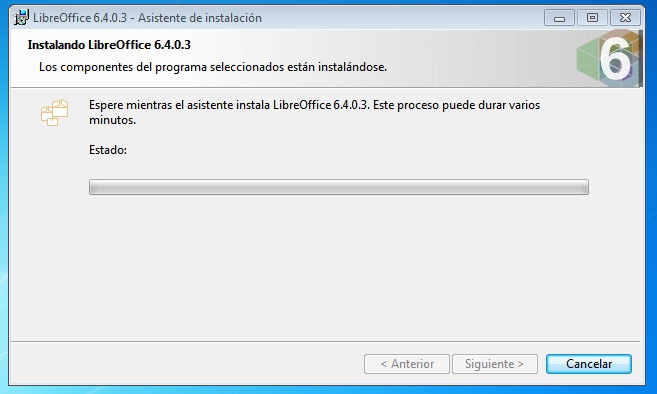 LibreOffice 6.4.0.3 - Asistente de instalación
Instalando LibreOffice 6.4.0.3
Los componentes del programa seleccionados están instándose.
6
Espere mientras el asistente instala LibreOffice 6.4.0.3. Este proceso puede durar varios
minutos.
Estado:
< Anterior
Siguiente >
Cancelar